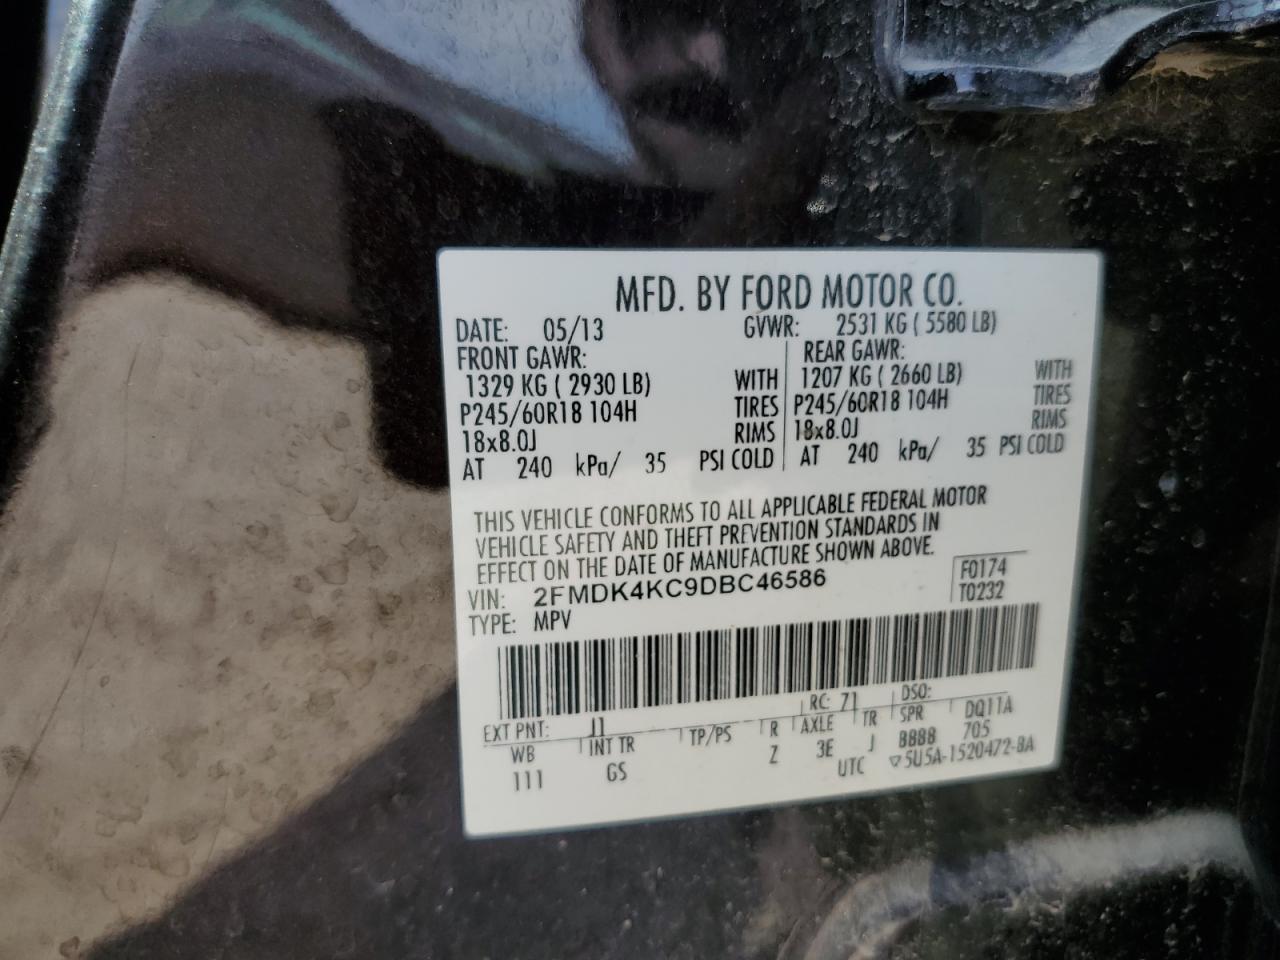 MFD. BY FORD MOTOR CO.
DATE: 05/13 GVWR: 2531 KG ( 5580 LB)
FRONT GAWR: REAR GAWR:
1329 KG ( 2930 LB) WITH 1207 KG ( 2660 LB) WITH
P245/60R18 104H TIRES P245/60R18 104H TIRES
18x8.0J RIMS 18x8.0J RIMS
AT 240 kPa/ 35 PSI COLD AT 240 kPa/ 35 PSI COLD
THIS VEHICLE CONFORMS TO ALL APPLICABLE FEDERAL MOTOR
VEHICLE SAFETY AND THEFT PREVENTION STANDARDS IN
EFFECT ON THE DATE OF MANUFACTURE SHOWN ABOVE.
VIN: 2FMDK4KC9DBC46586 F0174
TYPE: MPV T0232
EXT PNT: J1 RC: 71 DSO:
WB INT TR TP/PS R AXLE TR SPR DQ11A
111 GS Z 3E J 8888 705
UTC ▽5U5A-1520472-BA